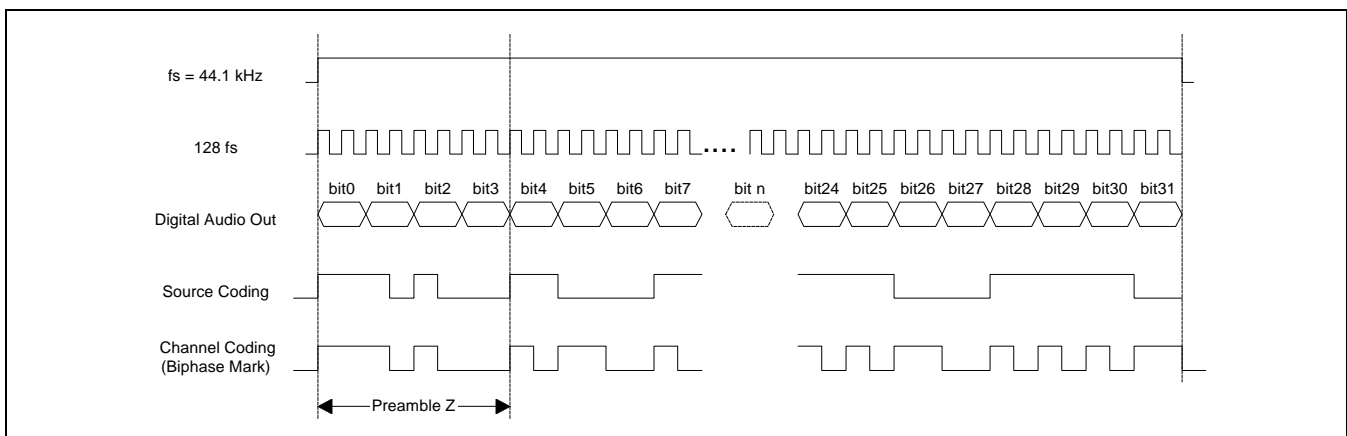 fs = 44.1 kHz
128 fs
....
bit0 bit1 bit2 bit3 bit4 bit5 bit6 bit7 bit n bit24 bit25 bit26 bit27 bit28 bit29 bit30 bit31
Digital Audio Out
Source Coding
Channel Coding
(Biphase Mark)
Preamble Z